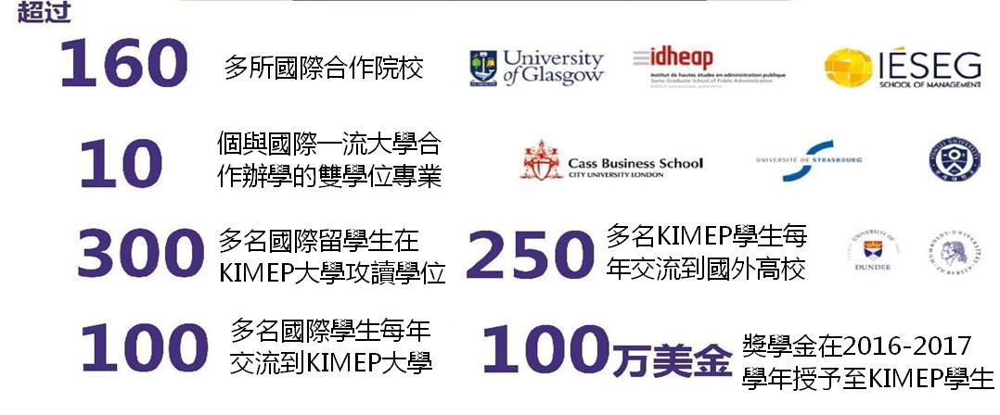 超过
160
多所國際合作院校
University
of Glasgow
idheap
Institut de hautes études en administration publique
Swiss Graduate School of Public Administration
IÉSEG
SCHOOL OF MANAGEMENT
10
個與國際一流大學合
作辦學的雙學位專業
Cass Business School
CITY UNIVERSITY LONDON
UNIVERSITÉ DE STRASBOURG
300
多名國際留學生在
KIMEP大學攻讀學位
250
多名KIMEP學生每
年交流到國外高校
UNIVERSITY OF
DUNDEE
100
多名國際學生每年
交流到KIMEP大學
100万美金
獎學金在2016-2017
學年授予至KIMEP學生